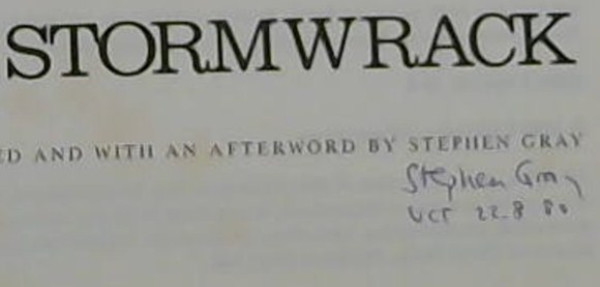 STORMWRACK
ED AND WITH AN AFTERWORD BY STEPHEN GRAY
Stephen Gray
UCT 22.8 80